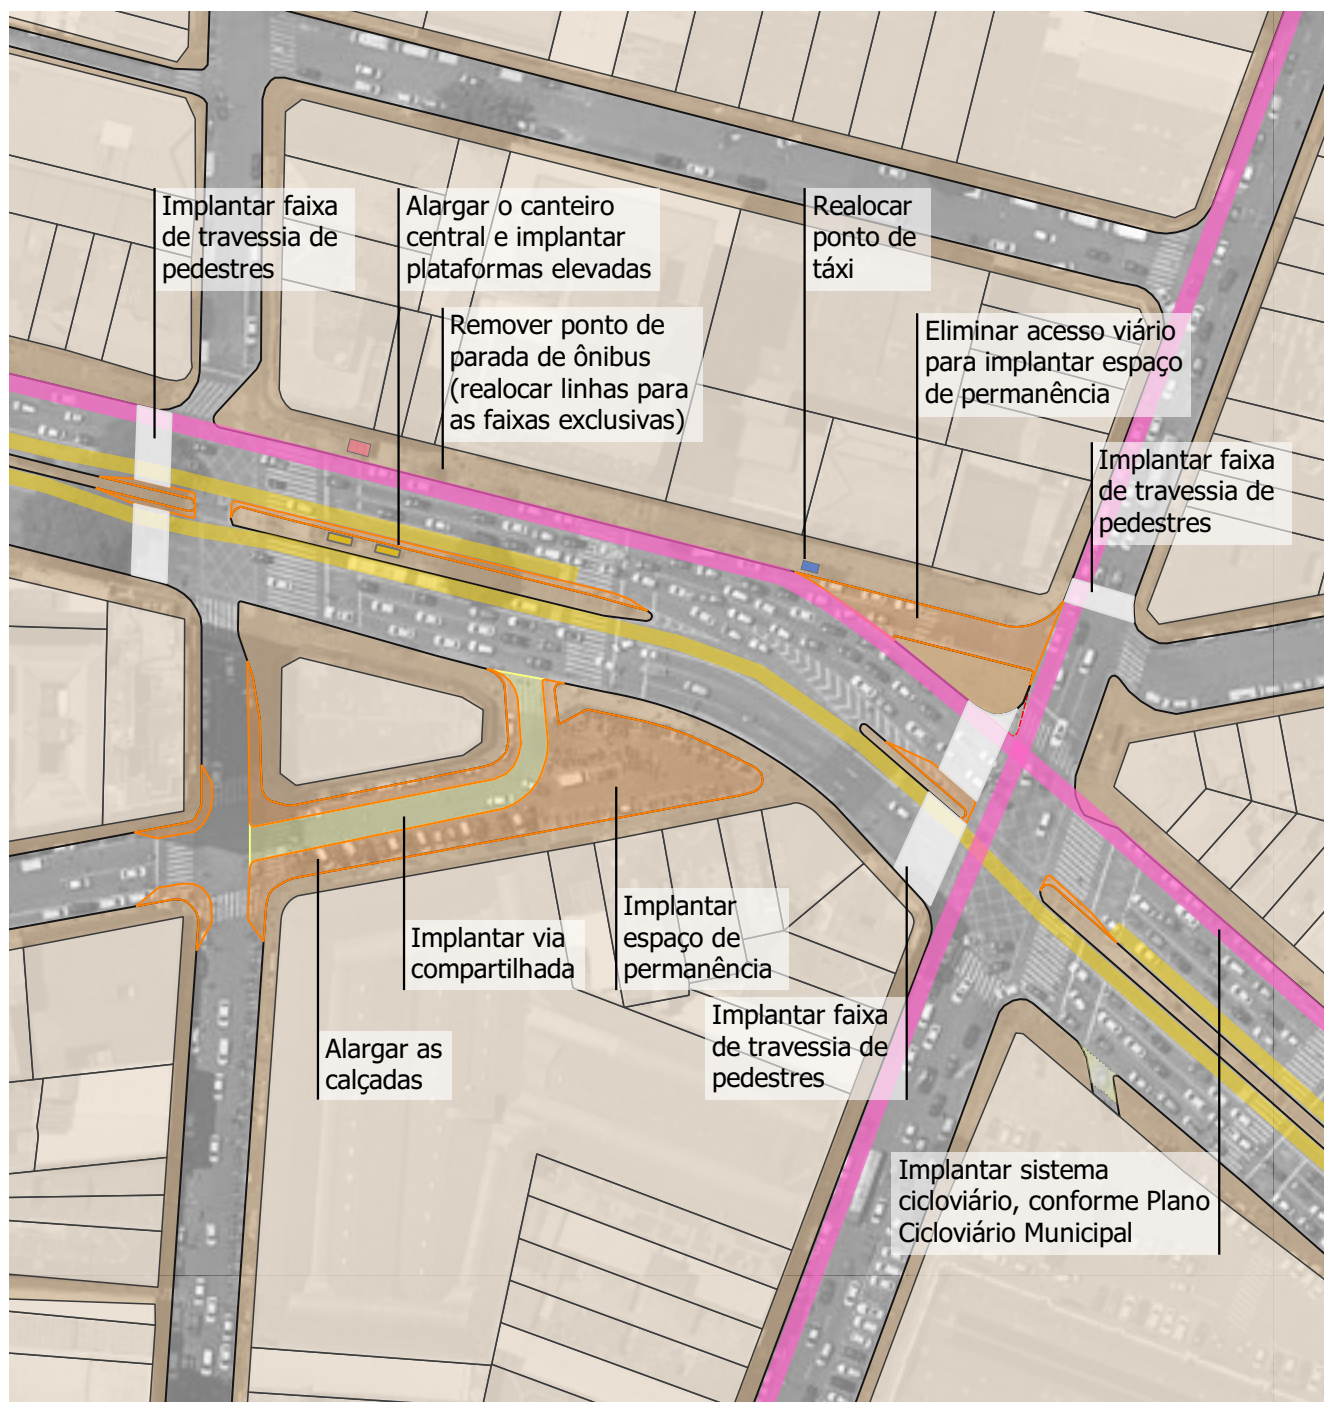 Implantar faixa
de travessia de
pedestres
Alargar o canteiro
central e implantar
plataformas elevadas
Realocar
ponto de
táxi
Remover ponto de
parada de ônibus
(realocar linhas para
as faixas exclusivas)
Eliminar acesso viário
para implantar espaço
de permanência
Implantar faixa
de travessia de
pedestres
Implantar
espaço de
permanência
Implantar via
compartilhada
Implantar faixa
de travessia de
pedestres
Alargar as
calçadas
Implantar sistema
cicloviário, conforme Plano
Cicloviário Municipal